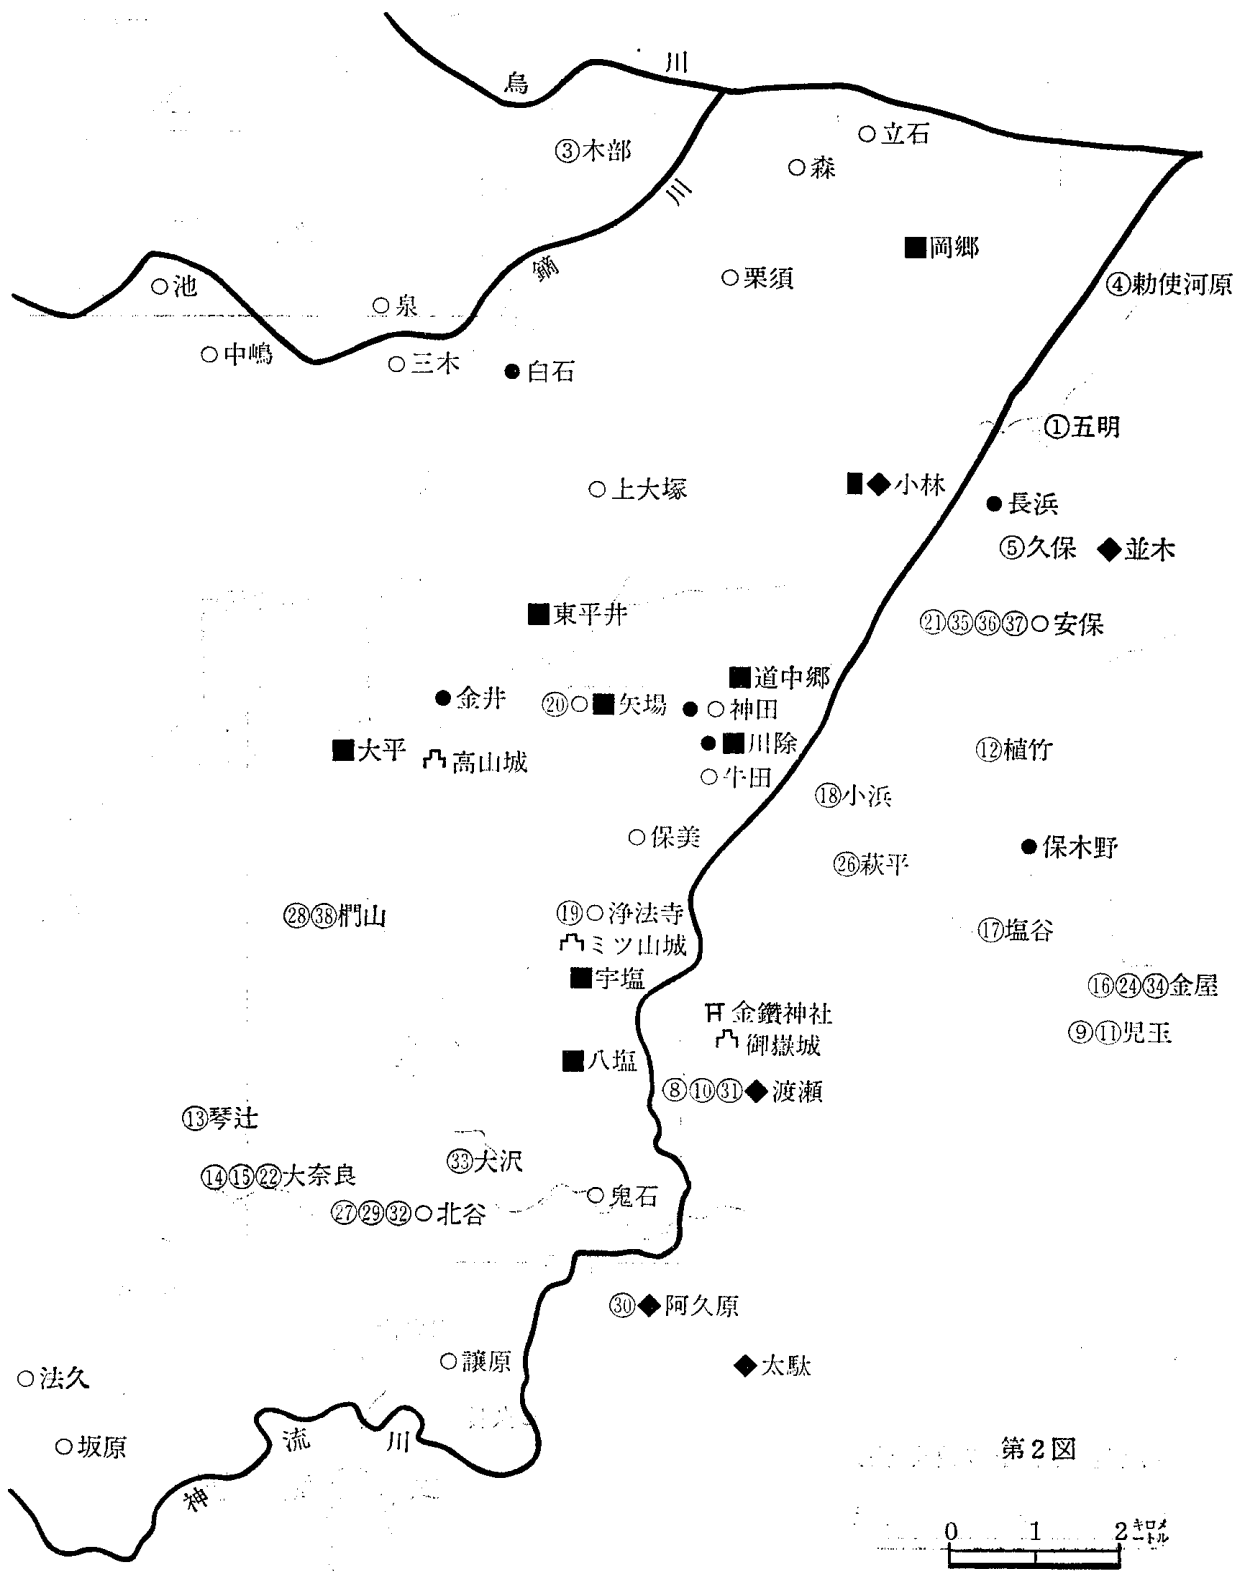 烏川
③木部
○立石
○森
鏑川
■岡郷
○池
○泉
○栗須
④勅使河原
○中嶋
○三木
●白石
①五明
○上大塚
■◆小林
●長浜
⑤久保
◆並木
■東平井
㉑㉟㊱㊲○安保
■道中郷
●金井
⑳○■矢場
●○神田
■大平
高山城
●■川除
⑫植竹
○牛田
⑱小浜
○保美
㉖萩平
●保木野
㉘㊳椚山
⑲○浄法寺
ミツ山城
⑰塩谷
■宇塩
⑯㉔㉞金屋
金鑽神社
御嶽城
⑨⑪児玉
■八塩
⑧⑩㉛◆渡瀬
⑬琴辻
⑭⑮㉒大奈良
㉝犬沢
㉗㉙㉜○北谷
○鬼石
㉚◆阿久原
○譲原
◆太駄
○法久
○坂原
神流川
第2図
0 1 2キロメートル